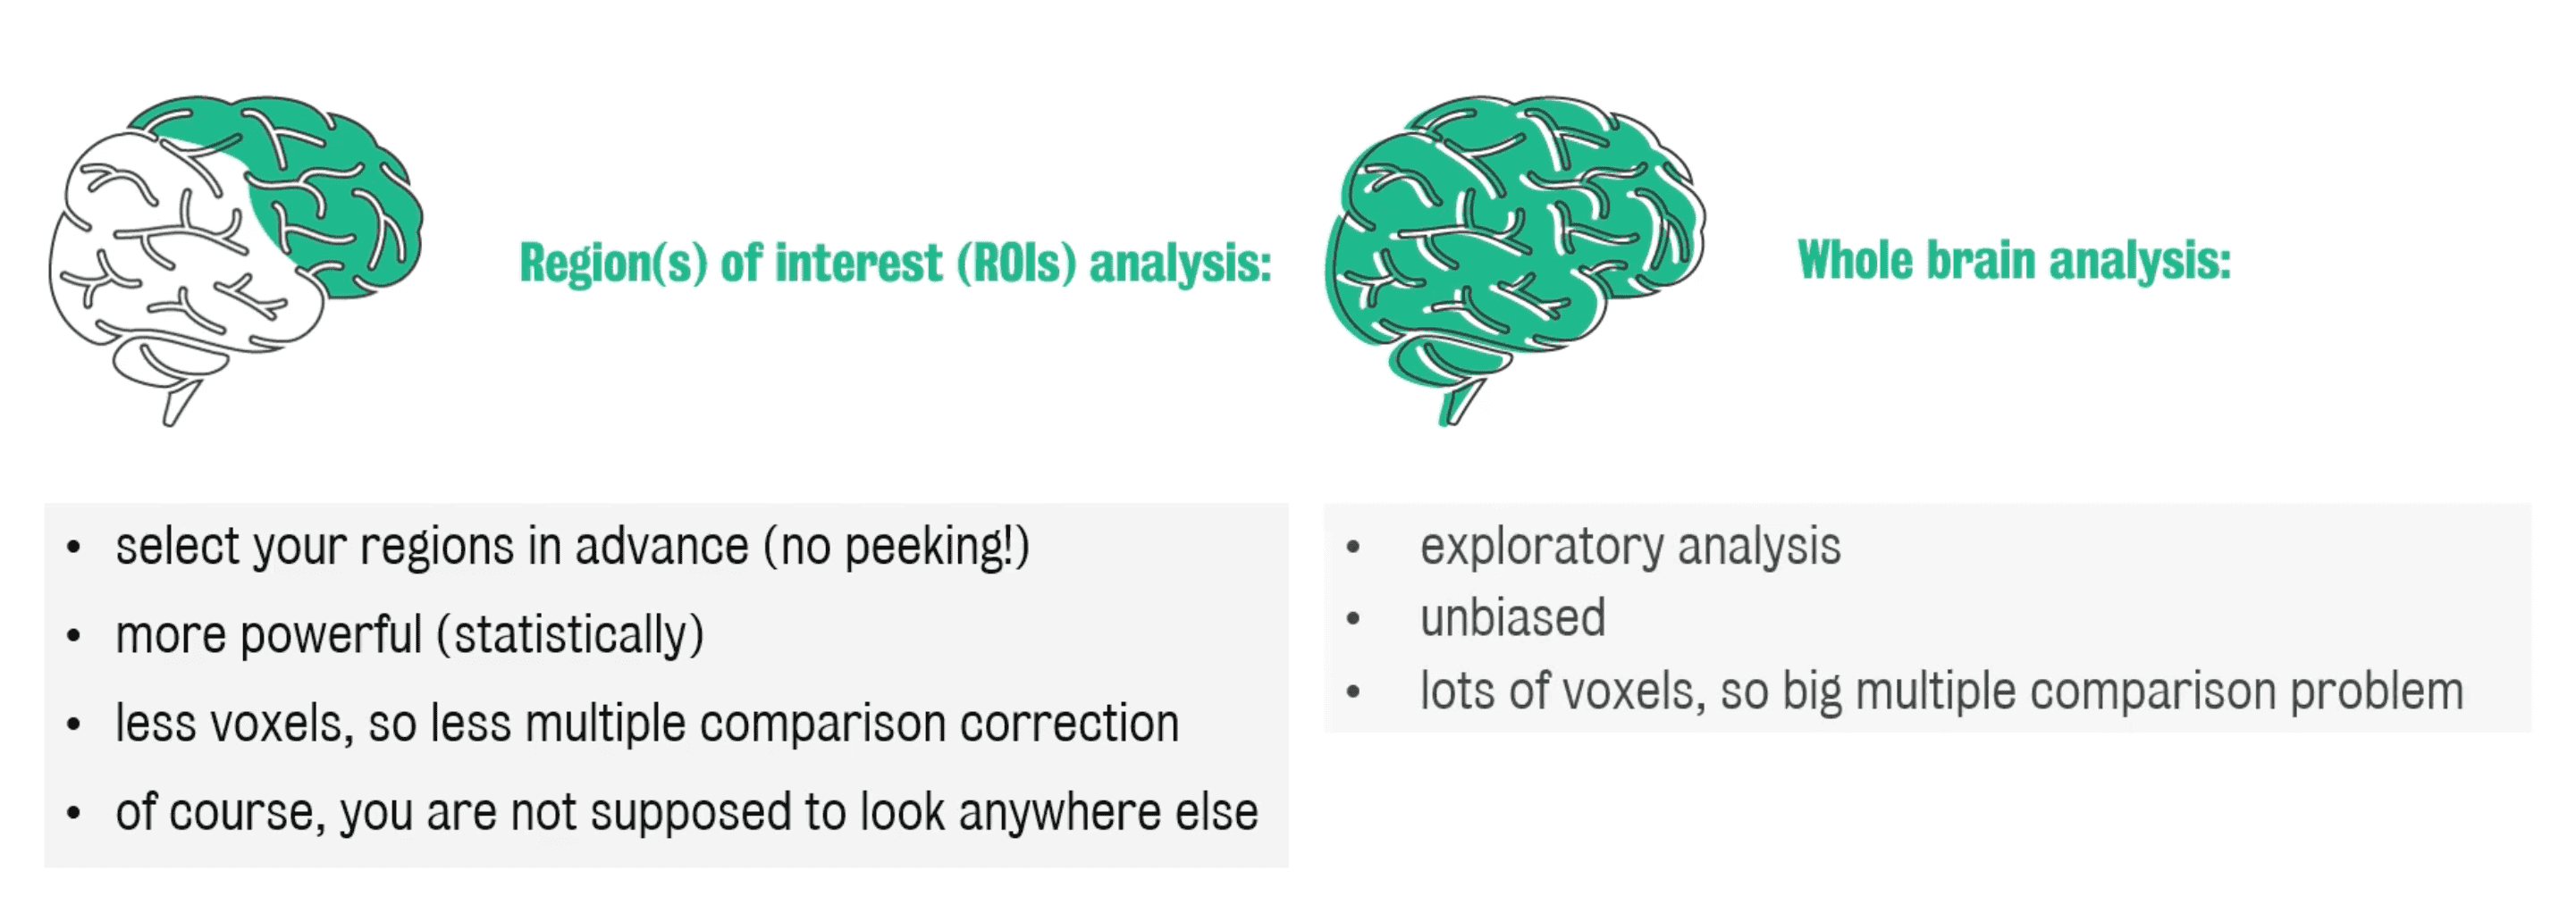 Region(s) of interest (ROIs) analysis:
• select your regions in advance (no peeking!)
• more powerful (statistically)
• less voxels, so less multiple comparison correction
• of course, you are not supposed to look anywhere else
Whole brain analysis:
• exploratory analysis
• unbiased
• lots of voxels, so big multiple comparison problem